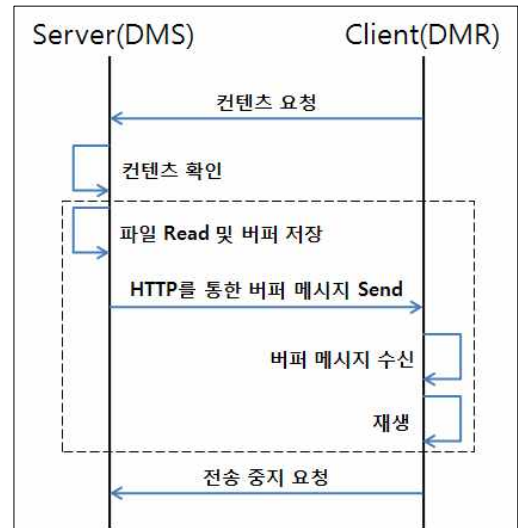 Server(DMS) Client(DMR)
컨텐츠 요청
컨텐츠 확인
파일 Read 및 버퍼 저장
HTTP를 통한 버퍼 메시지 Send
버퍼 메시지 수신
재생
전송 중지 요청